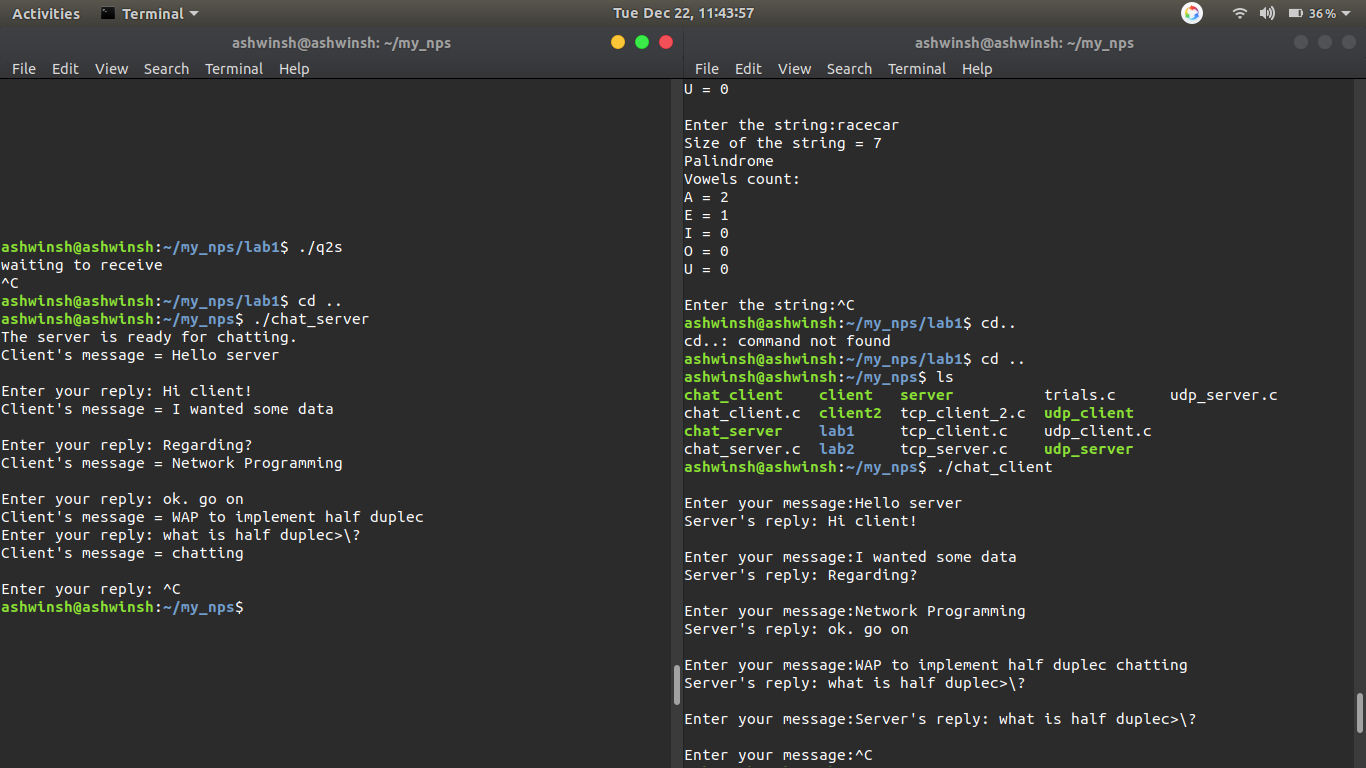 Activities Terminal Tue Dec 22, 11:43:57 36%
ashwinsh@ashwinsh: ~/my_nps
File Edit View Search Terminal Help
ashwinsh@ashwinsh:~/my_nps/lab1$ ./q2s
waiting to receive
^C
ashwinsh@ashwinsh:~/my_nps/lab1$ cd ..
ashwinsh@ashwinsh:~/my_nps$ ./chat_server
The server is ready for chatting.
Client's message = Hello server
Enter your reply: Hi client!
Client's message = I wanted some data
Enter your reply: Regarding?
Client's message = Network Programming
Enter your reply: ok. go on
Client's message = WAP to implement half duplec
Enter your reply: what is half duplec>\?
Client's message = chatting
Enter your reply: ^C
ashwinsh@ashwinsh:~/my_nps$
ashwinsh@ashwinsh: ~/my_nps
File Edit View Search Terminal Help
U = 0
Enter the string:racecar
Size of the string = 7
Palindrome
Vowels count:
A = 2
E = 1
I = 0
O = 0
U = 0
Enter the string:^C
ashwinsh@ashwinsh:~/my_nps/lab1$ cd..
cd..: command not found
ashwinsh@ashwinsh:~/my_nps/lab1$ cd ..
ashwinsh@ashwinsh:~/my_nps$ ls
chat_client client server trials.c udp_server.c
chat_client.c client2 tcp_client_2.c udp_client
chat_server lab1 tcp_client.c udp_client.c
chat_server.c lab2 tcp_server.c udp_server
ashwinsh@ashwinsh:~/my_nps$ ./chat_client
Enter your message:Hello server
Server's reply: Hi client!
Enter your message:I wanted some data
Server's reply: Regarding?
Enter your message:Network Programming
Server's reply: ok. go on
Enter your message:WAP to implement half duplec chatting
Server's reply: what is half duplec>\?
Enter your message:Server's reply: what is half duplec>\?
Enter your message:^C